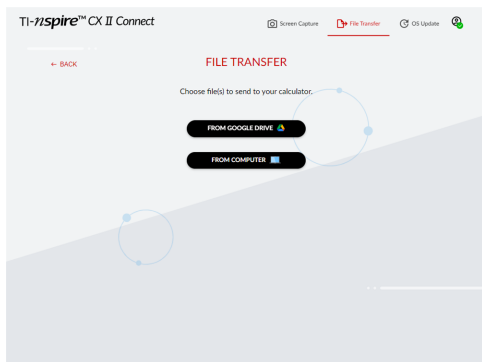 TI-nspire™ CX II Connect
Screen Capture
File Transfer
OS Update
← BACK
FILE TRANSFER
Choose file(s) to send to your calculator.
FROM GOOGLE DRIVE
FROM COMPUTER